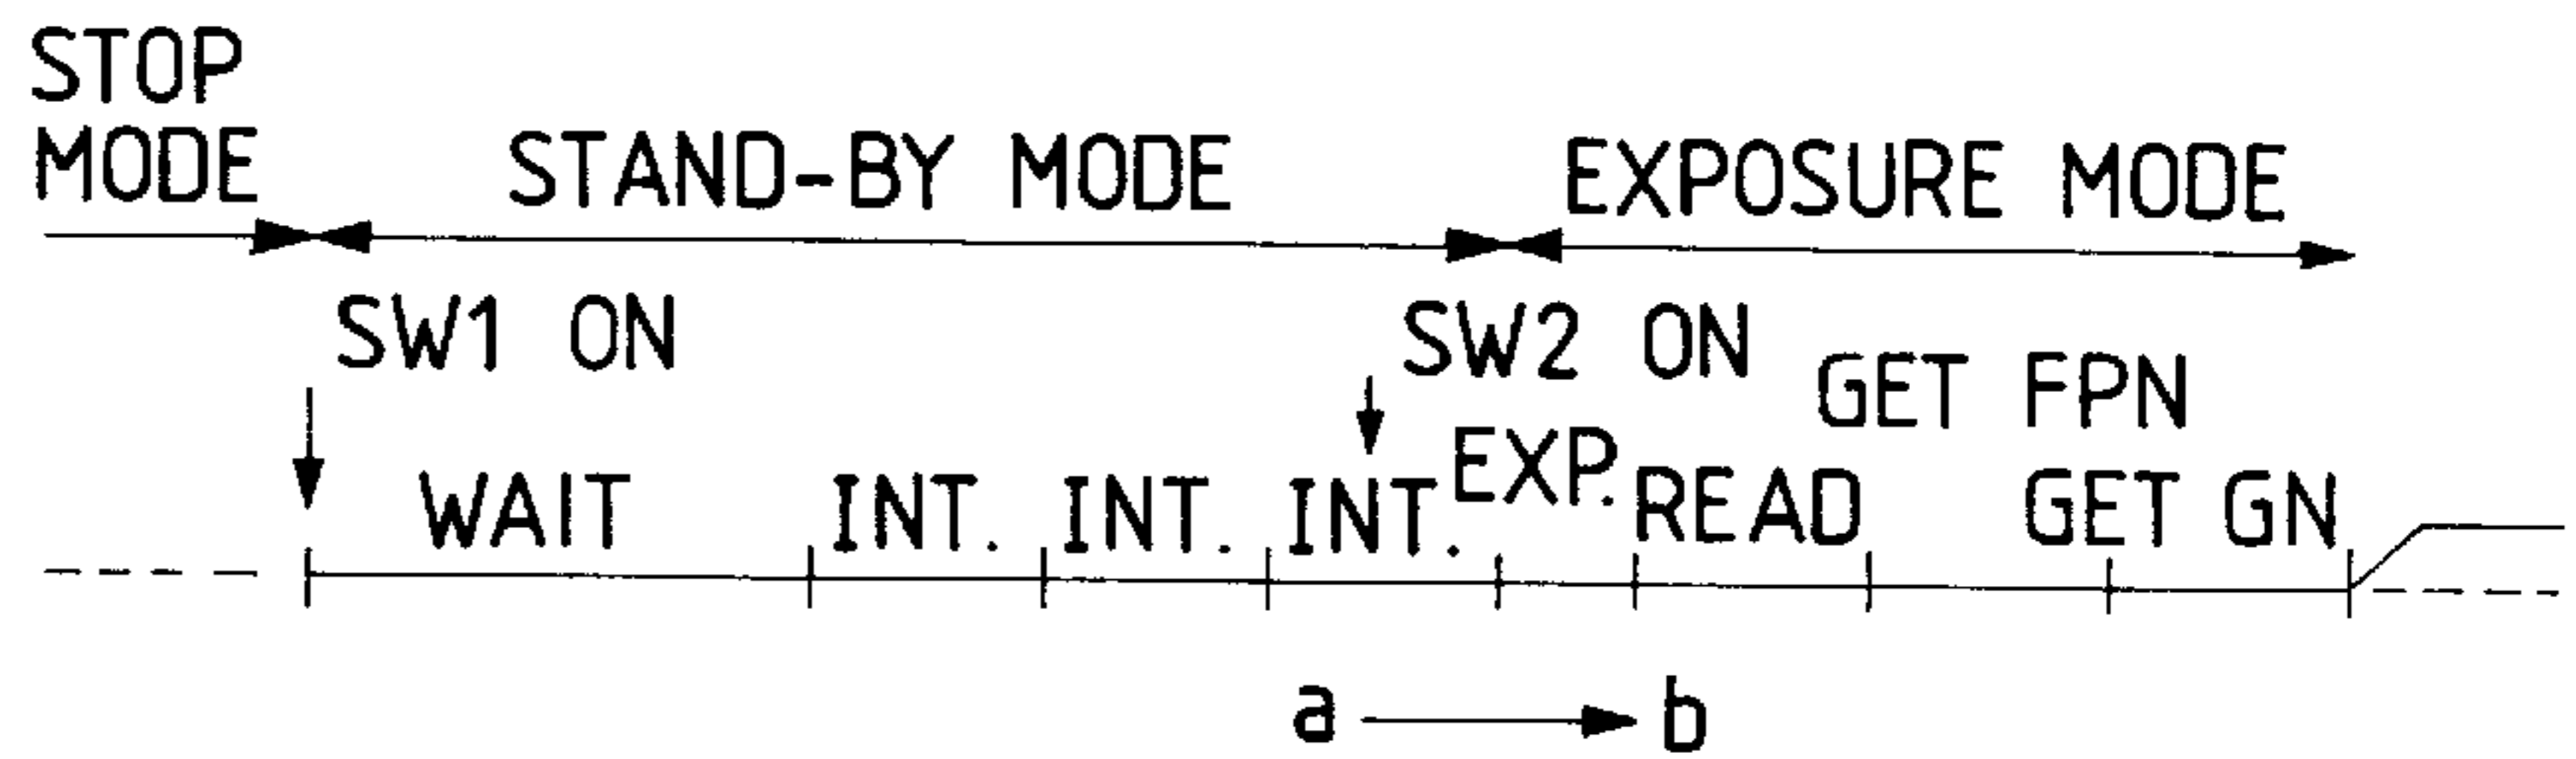 STOP
MODE
STAND-BY MODE
EXPOSURE MODE
SW1 ON
SW2 ON
GET FPN
WAIT
INT.
INT.
INT.
EXP.
READ
GET GN
a
b